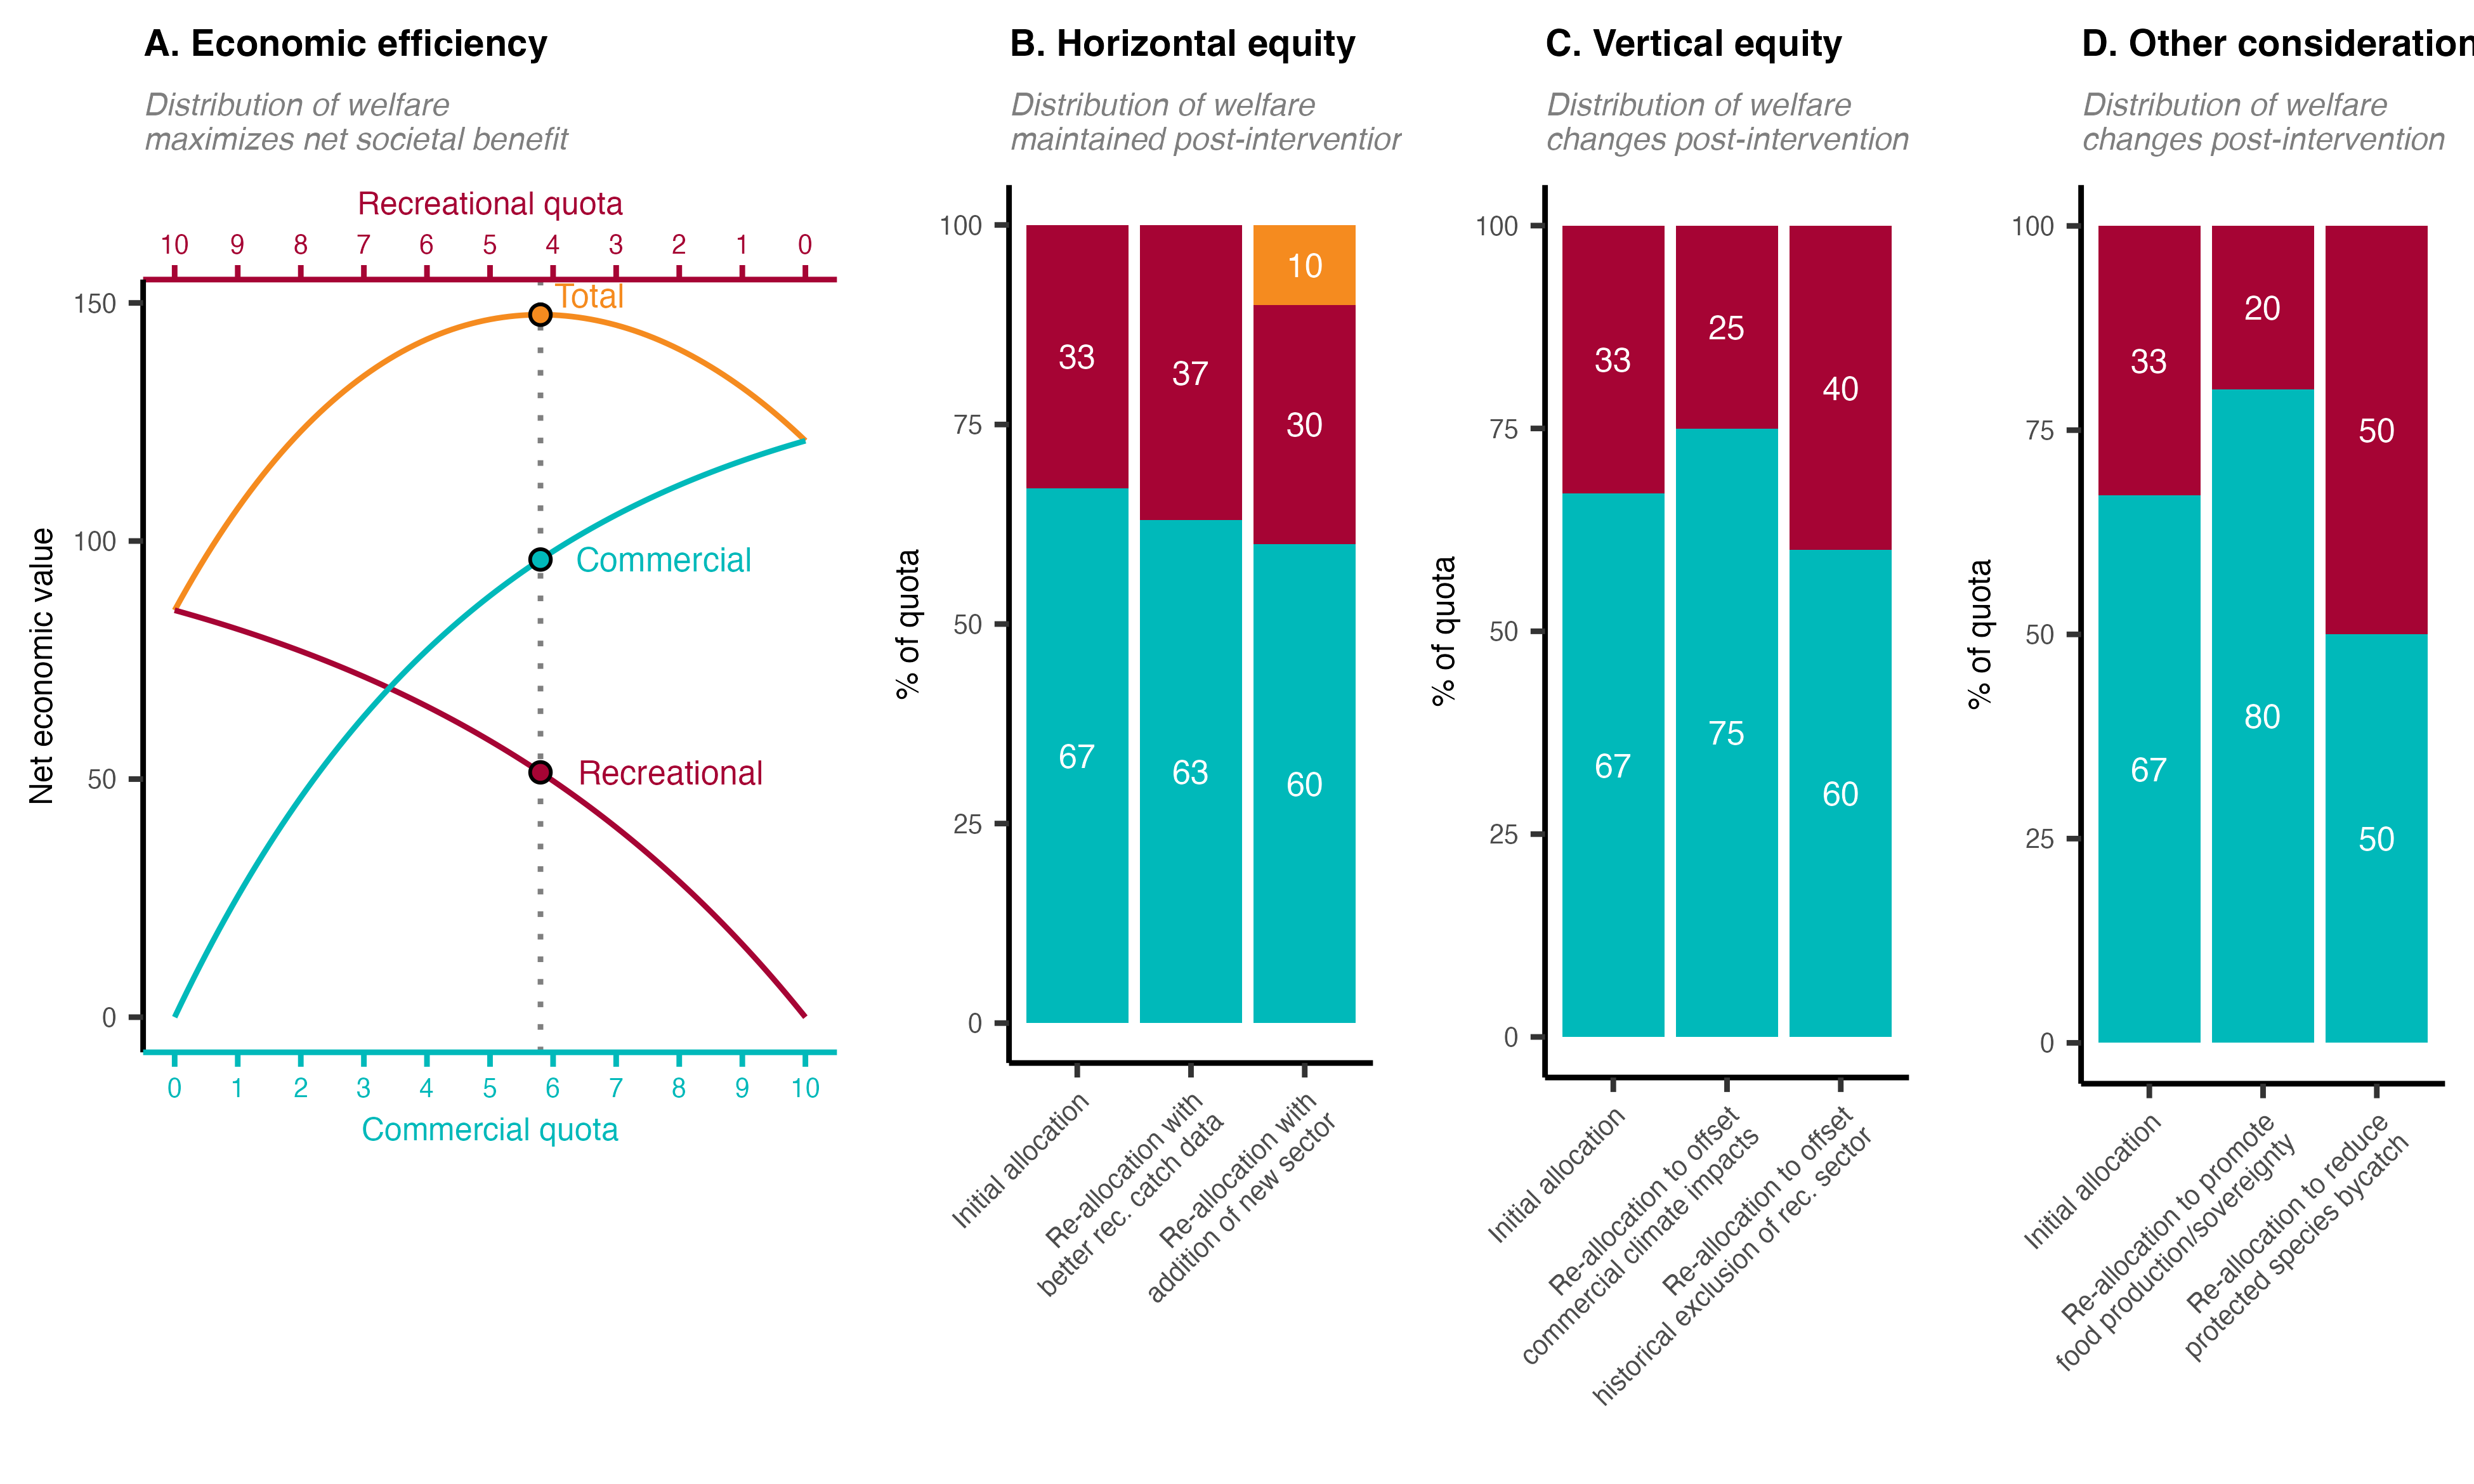 A. Economic efficiency
Distribution of welfare
maximizes net societal benefit
Recreational quota
10 9 8 7 6 5 4 3 2 1 0
150
100
50
0
Net economic value
Total
Commercial
Recreational
0 1 2 3 4 5 6 7 8 9 10
Commercial quota
B. Horizontal equity
Distribution of welfare
maintained post-interventior
% of quota
100
75
50
25
0
33 37 10
30
67 63 60
Initial allocation
Re-allocation with
better rec. catch data
Re-allocation with
addition of new sector
C. Vertical equity
Distribution of welfare
changes post-intervention
% of quota
100
75
50
25
0
33 25 40
67 75 60
Initial allocation
Re-allocation to offset
commercial climate impacts
Re-allocation to offset
historical exclusion of rec. sector
D. Other consideration
Distribution of welfare
changes post-intervention
% of quota
100
75
50
25
0
33 20 50
67 80 50
Initial allocation
Re-allocation to promote
food production/sovereignty
Re-allocation to reduce
protected species bycatch